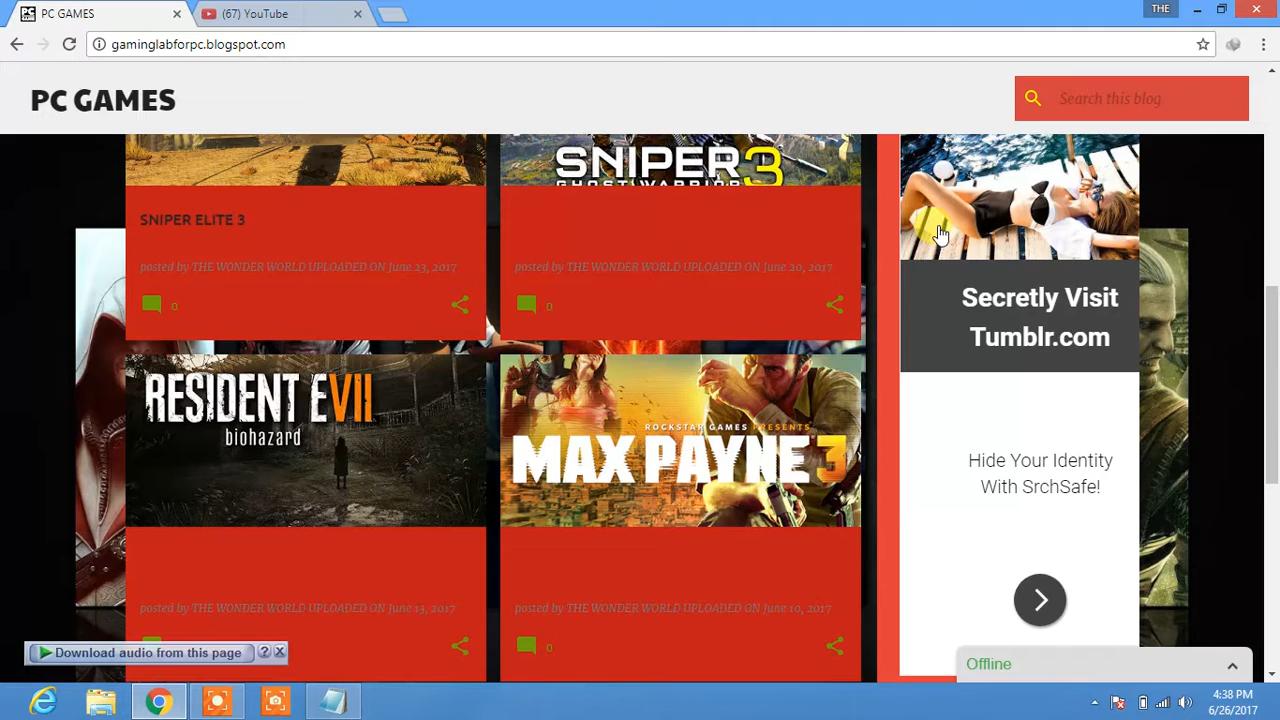 PC GAMES
(67) YouTube
THE
gaminglabforpc.blogspot.com
PC GAMES
Search this blog
SNIPER 3
GHOST WARRIOR
SNIPER ELITE 3
posted by THE WONDER WORLD UPLOADED ON June 23, 2017
0
posted by THE WONDER WORLD UPLOADED ON June 20, 2017
0
Secretly Visit
Tumblr.com
Hide Your Identity
With SrchSafe!
RESIDENT EVII
biohazard
ROCKSTAR GAMES PRESENTS
MAX PAYNE 3
posted by THE WONDER WORLD UPLOADED ON June 13, 2017
posted by THE WONDER WORLD UPLOADED ON June 10, 2017
0
Download audio from this page
?
Offline
4:38 PM
6/26/2017